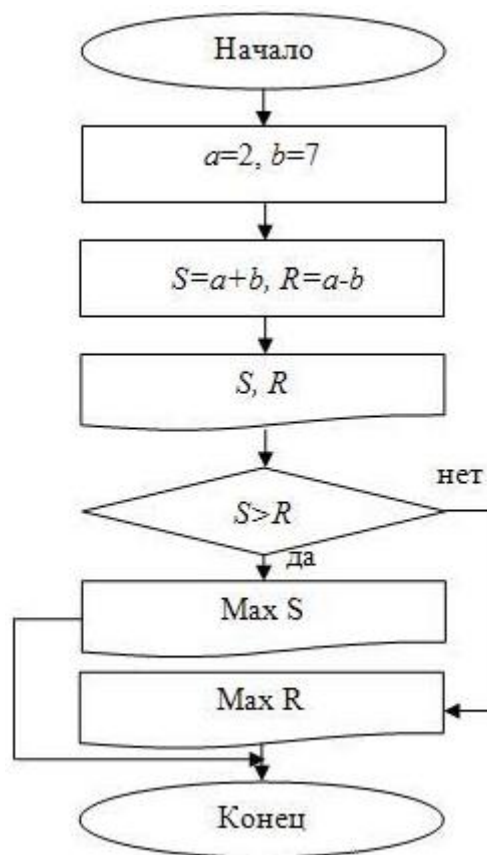 Начало
a=2, b=7
S=a+b, R=a-b
S, R
нет
S>R
да
Max S
Max R
Конец